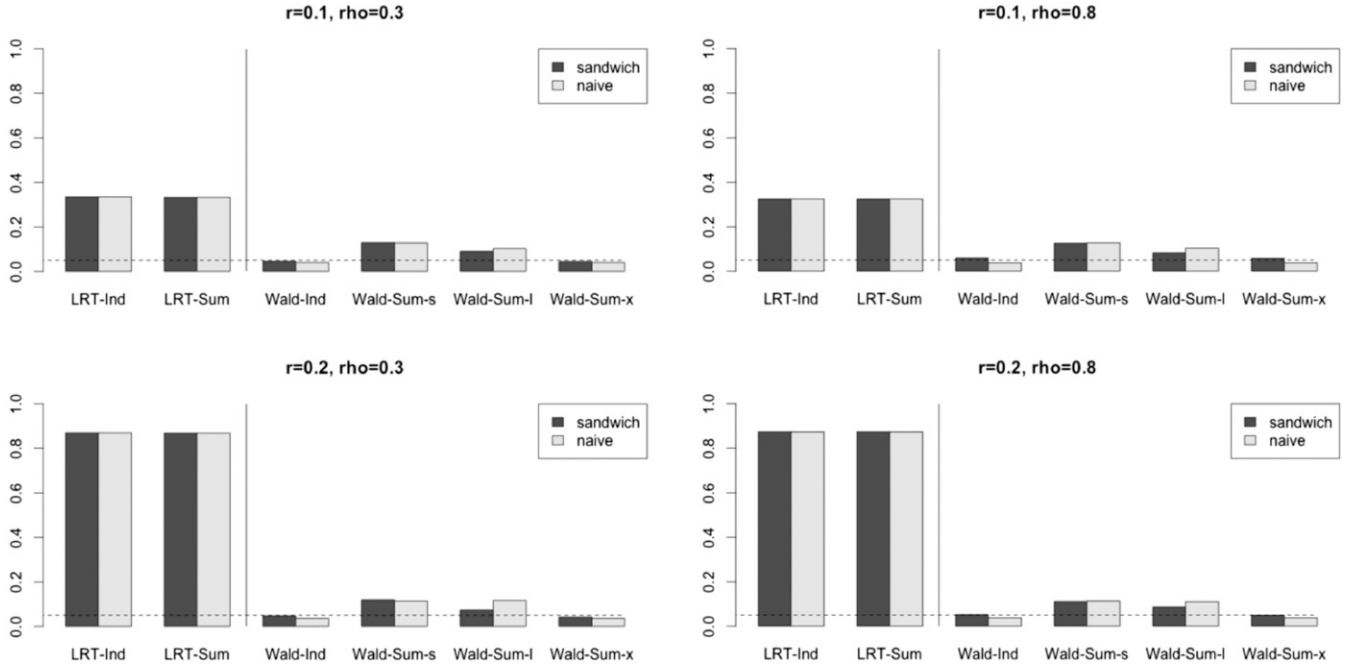 r=0.1, rho=0.3
1.0
0.8
0.6
0.4
0.2
0.0
sandwich
naive
LRT-Ind LRT-Sum Wald-Ind Wald-Sum-s Wald-Sum-l Wald-Sum-x
r=0.1, rho=0.8
1.0
0.8
0.6
0.4
0.2
0.0
sandwich
naive
LRT-Ind LRT-Sum Wald-Ind Wald-Sum-s Wald-Sum-l Wald-Sum-x
r=0.2, rho=0.3
1.0
0.8
0.6
0.4
0.2
0.0
sandwich
naive
LRT-Ind LRT-Sum Wald-Ind Wald-Sum-s Wald-Sum-l Wald-Sum-x
r=0.2, rho=0.8
1.0
0.8
0.6
0.4
0.2
0.0
sandwich
naive
LRT-Ind LRT-Sum Wald-Ind Wald-Sum-s Wald-Sum-l Wald-Sum-x